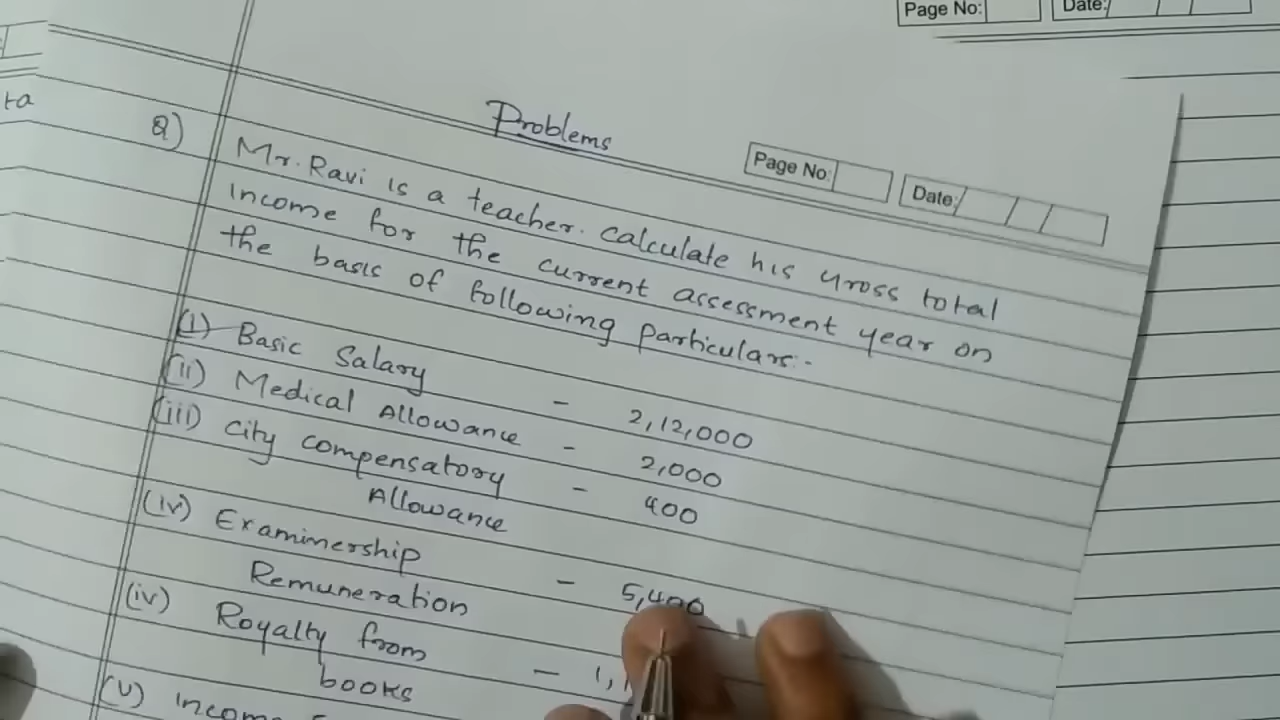 Page No: Date:
ta
Problems
Page No: Date:
Q) Mr. Ravi is a teacher. calculate his gross total
income for the current assessment year on
the basis of following particulars:-
(i) Basic Salary - 2,12,000
(ii) Medical Allowance - 2,000
(iii) city compensatory - 400
Allowance
(iv) Examinership - 5,400
Remuneration
(iv) Royalty from - 1,
books
(v) Income